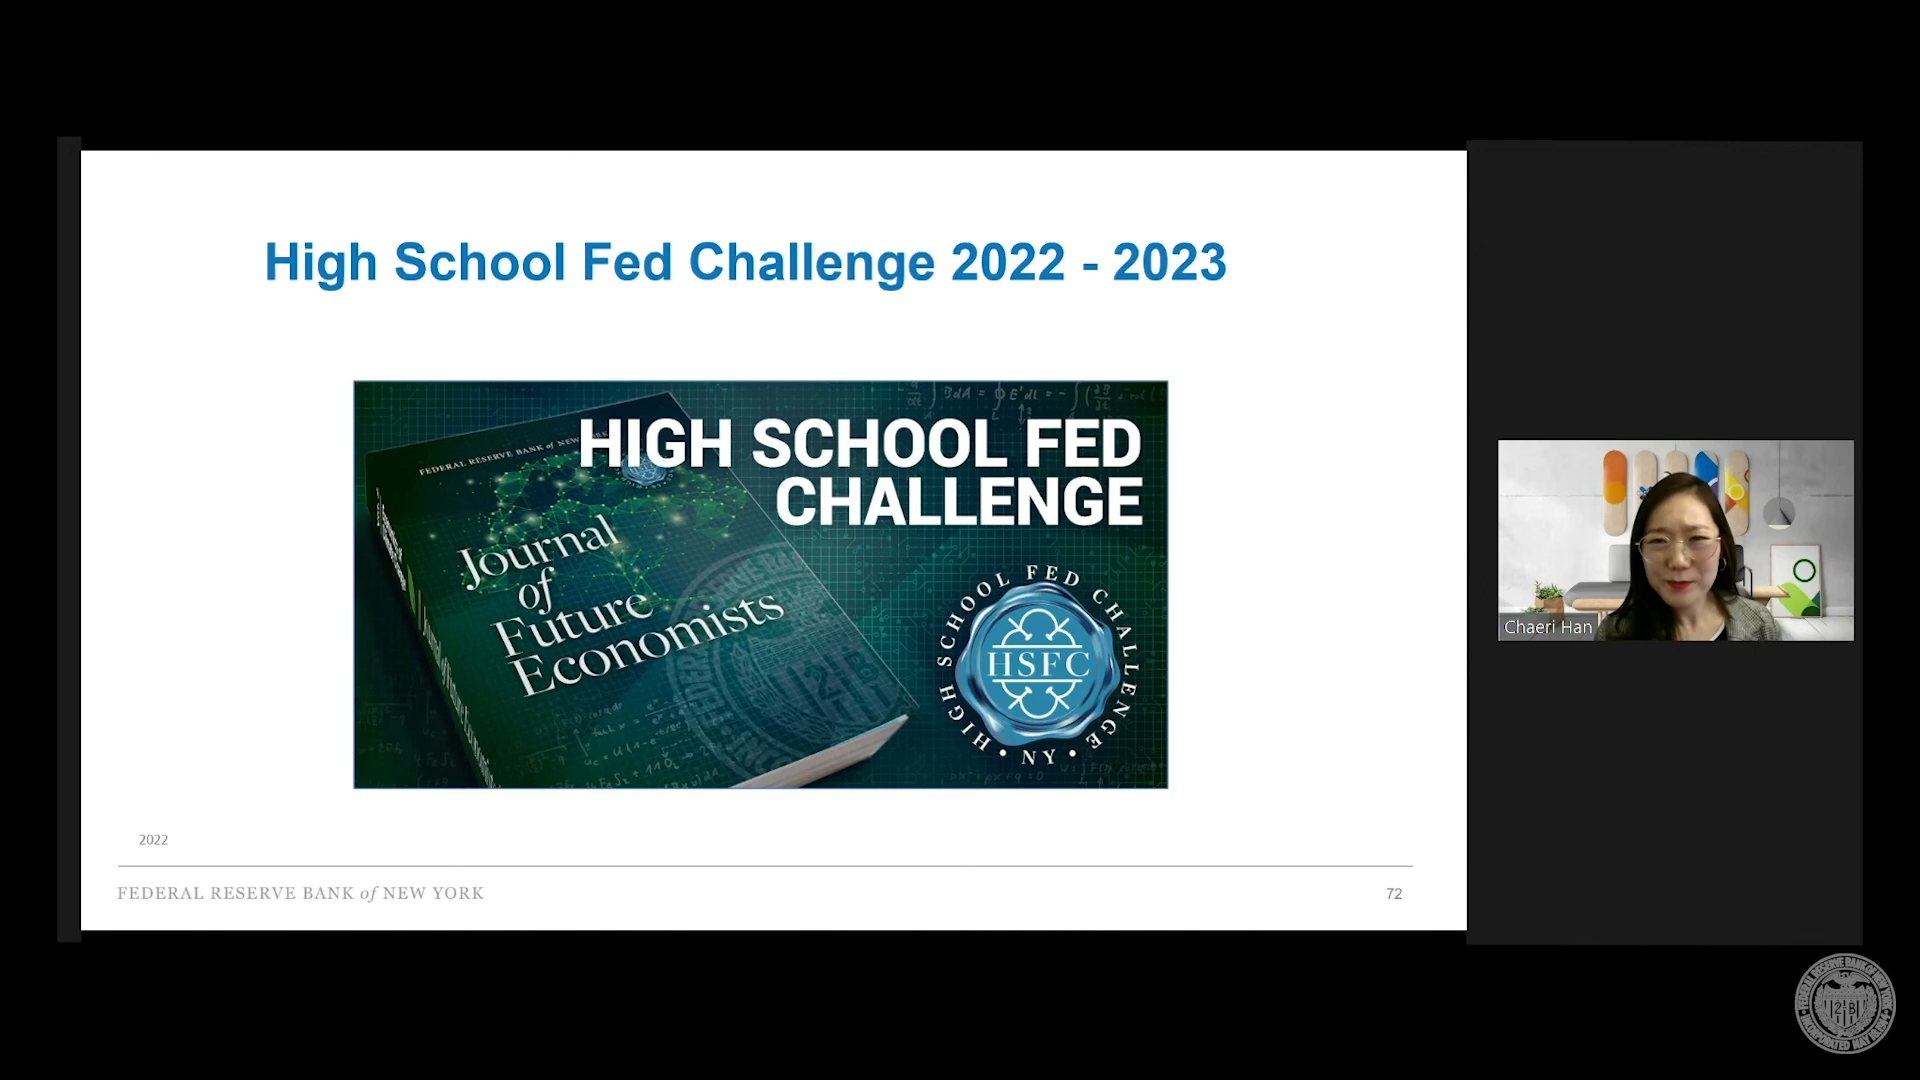 High School Fed Challenge 2022 - 2023
FEDERAL RESERVE BANK of NEW YORK
HIGH SCHOOL FED
CHALLENGE
Journal
of
Future
Economists
HIGH SCHOOL FED CHALLENGE • NY •
HSFC
Chaeri Han
2022
FEDERAL RESERVE BANK of NEW YORK
72